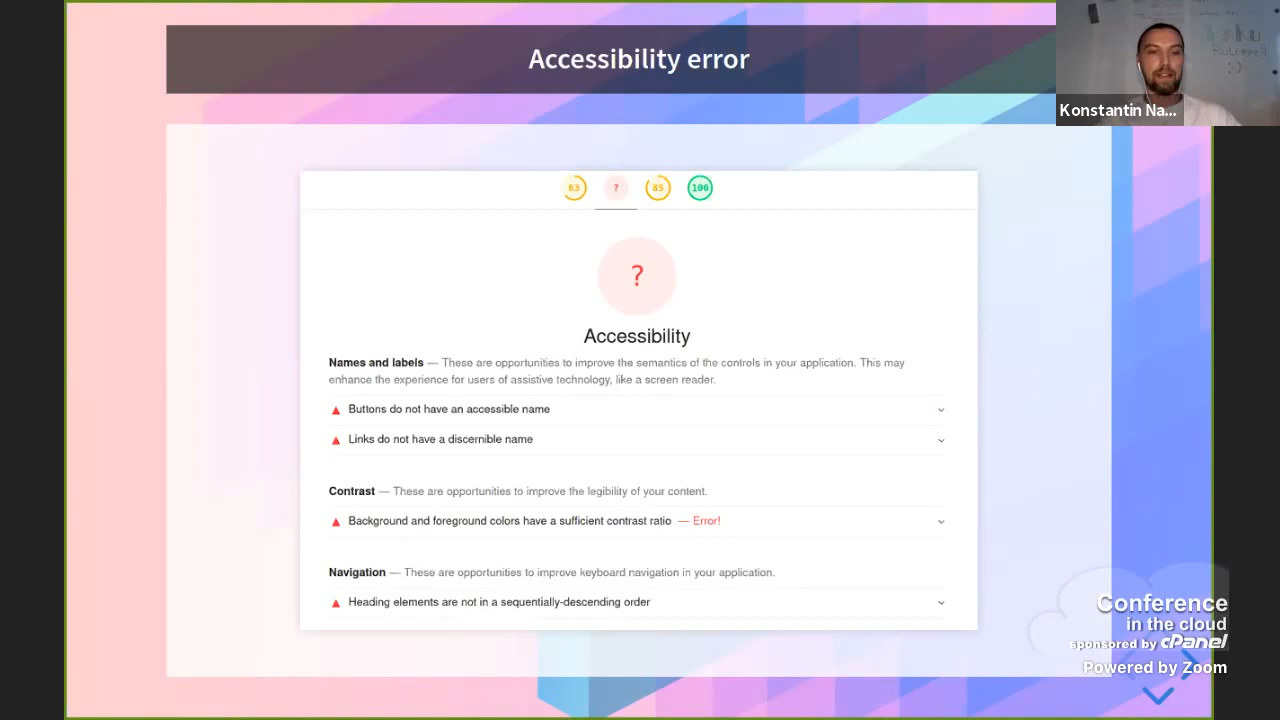 Accessibility error
Konstantin Na...
63
?
85
100
?
Accessibility
Names and labels — These are opportunities to improve the semantics of the controls in your application. This may
enhance the experience for users of assistive technology, like a screen reader.
Buttons do not have an accessible name
Links do not have a discernible name
Contrast — These are opportunities to improve the legibility of your content.
Background and foreground colors have a sufficient contrast ratio — Error!
Navigation — These are opportunities to improve keyboard navigation in your application.
Heading elements are not in a sequentially-descending order
Conference
in the cloud
sponsored by cPanel
Powered by Zoom